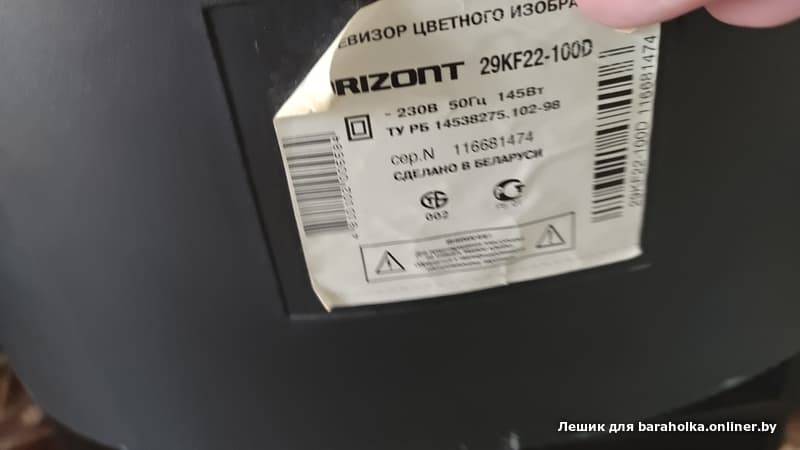 ЕВИЗОР ЦВЕТНОГО ИЗОБРА
RIZONT 29KF22-100D
~ 230В 50Гц 145Вт
ТУ РБ 14538275.102-98
сер.N 116681474
СДЕЛАНО В БЕЛАРУСИ
002
29KF22-100D 116681474
Лешик для baraholka.onliner.by